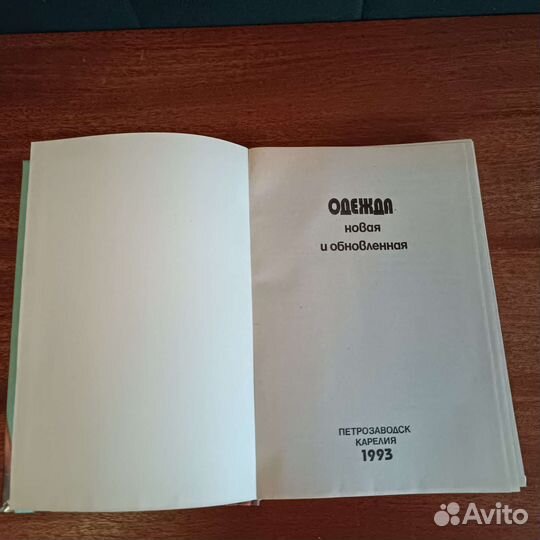 ОДЕЖДА
новая
и обновленная
ПЕТРОЗАВОДСК
КАРЕЛИЯ
1993
Avito